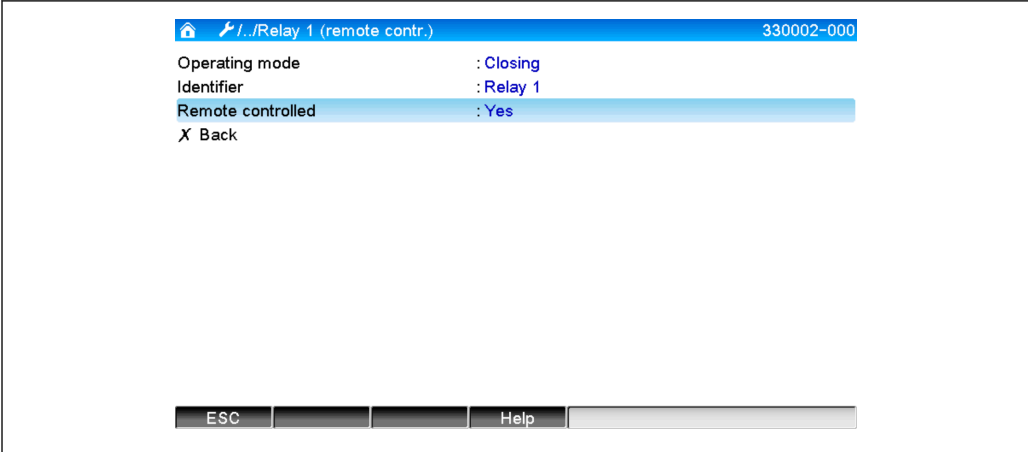 /../Relay 1 (remote contr.) 330002-000
Operating mode : Closing
Identifier : Relay 1
Remote controlled : Yes
X Back
ESC Help